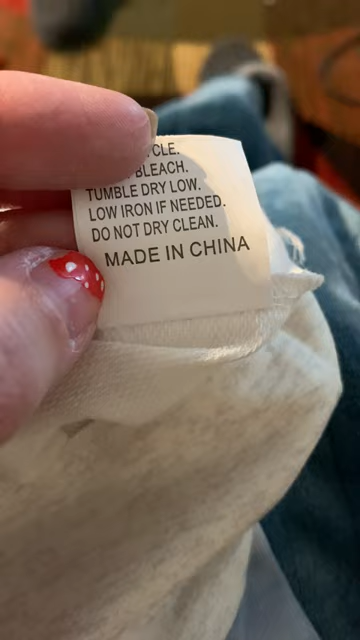 CLE.
BLEACH.
TUMBLE DRY LOW.
LOW IRON IF NEEDED.
DO NOT DRY CLEAN.
MADE IN CHINA